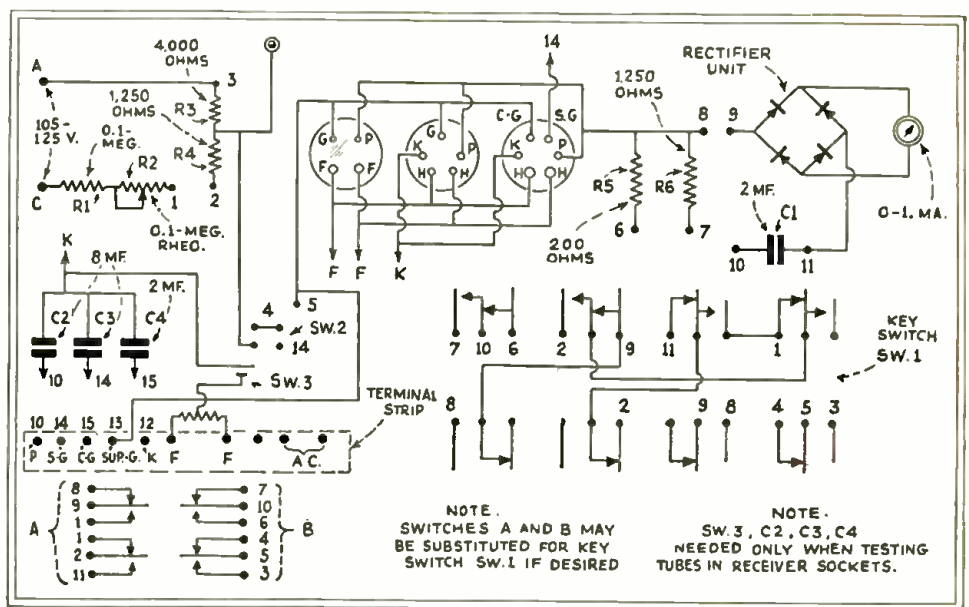 A
105-
125 V.
C
0.1-
MEG.
R1
R2
0.1-MEG.
RHEO.
1
4,000
OHMS
R3
1,250
OHMS
R4
3
2
G P
F F
G
K P
H H
C-G S.G
K P
H H
14
F F K
1,250
OHMS
R5 R6
200
OHMS
6 7
8 9
RECTIFIER
UNIT
0-1. MA.
2 MF.
C1
10 11
K
8 MF.
2 MF.
C2 C3 C4
10 14 15
5
4
SW.2
14
SW.3
TERMINAL
STRIP
10 14 15 13 12
P S-G C-G SUP.-G. K F F A C.
7 10 6 2 9 11 1
KEY
SWITCH
SW.1
8 2 9 8 4 5 3
A
8
9
1
1
2
11
7
10
6
4
5
3
B
NOTE.
SWITCHES A AND B MAY
BE SUBSTITUTED FOR KEY
SWITCH SW.1 IF DESIRED
NOTE.
SW.3, C2, C3, C4
NEEDED ONLY WHEN TESTING
TUBES IN RECEIVER SOCKETS.